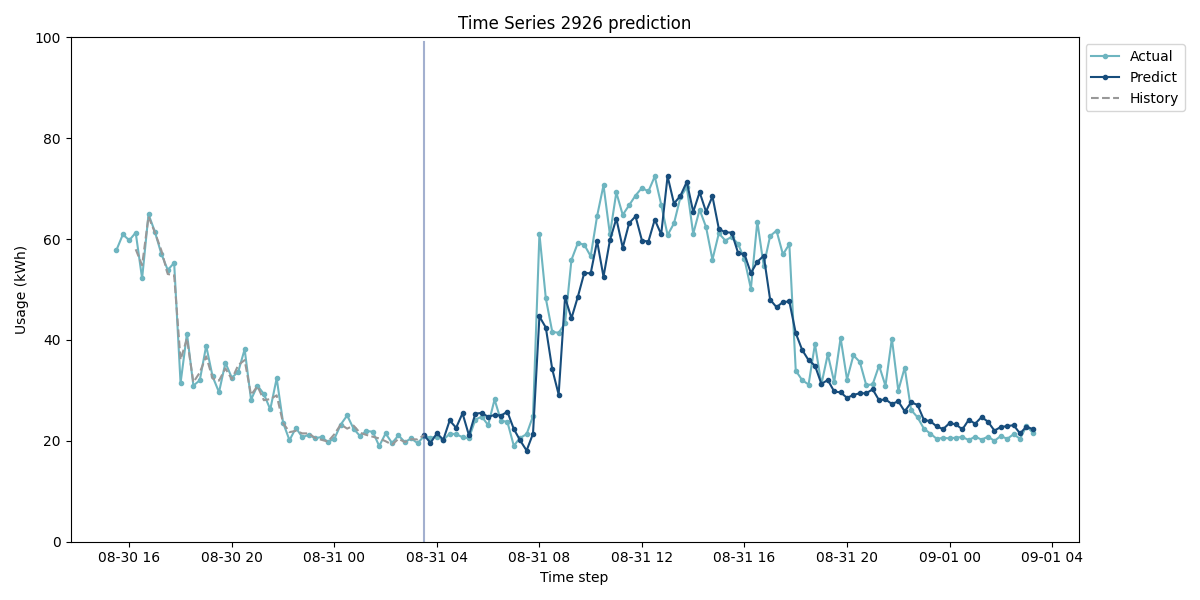 Time Series 2926 prediction
Usage (kWh)
100
80
60
40
20
0
08-30 16
08-30 20
08-31 00
08-31 04
08-31 08
08-31 12
08-31 16
08-31 20
09-01 00
09-01 04
Time step
Actual
Predict
History